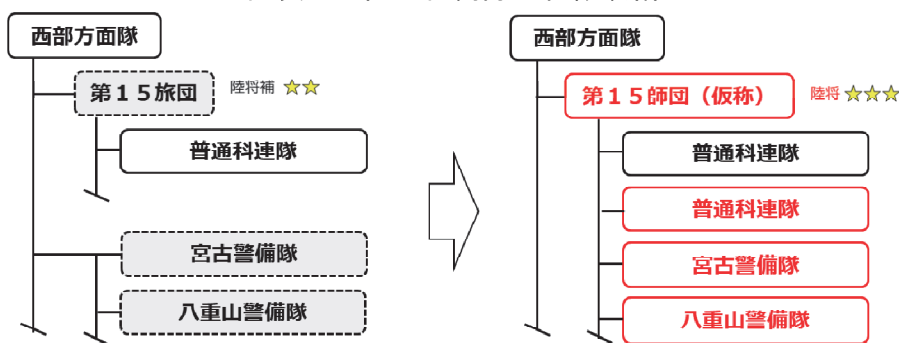 西部方面隊
第１５旅団 陸将補 ☆☆
普通科連隊
宮古警備隊
八重山警備隊
西部方面隊
第１５師団（仮称） 陸将 ☆☆☆
普通科連隊
普通科連隊
宮古警備隊
八重山警備隊